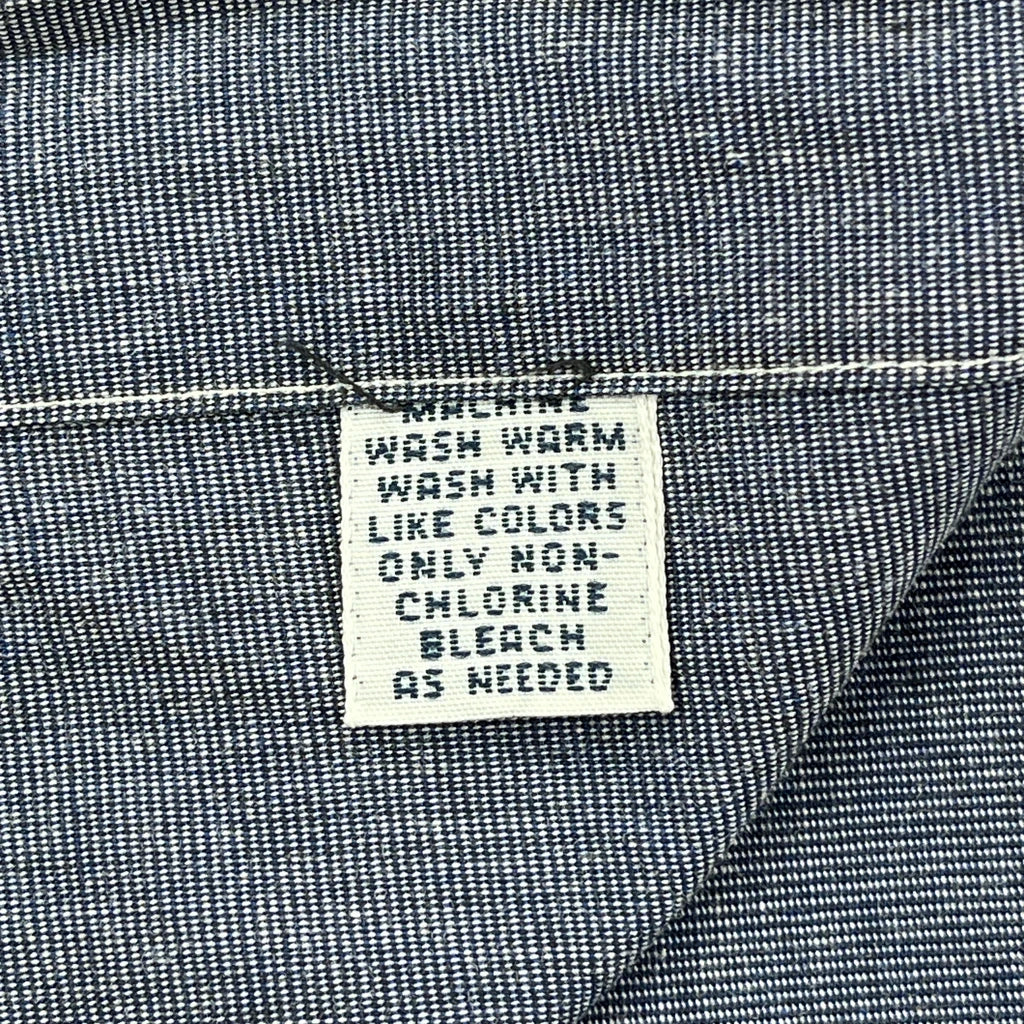 MACHINE
WASH WARM
WASH WITH
LIKE COLORS
ONLY NON-
CHLORINE
BLEACH
AS NEEDED